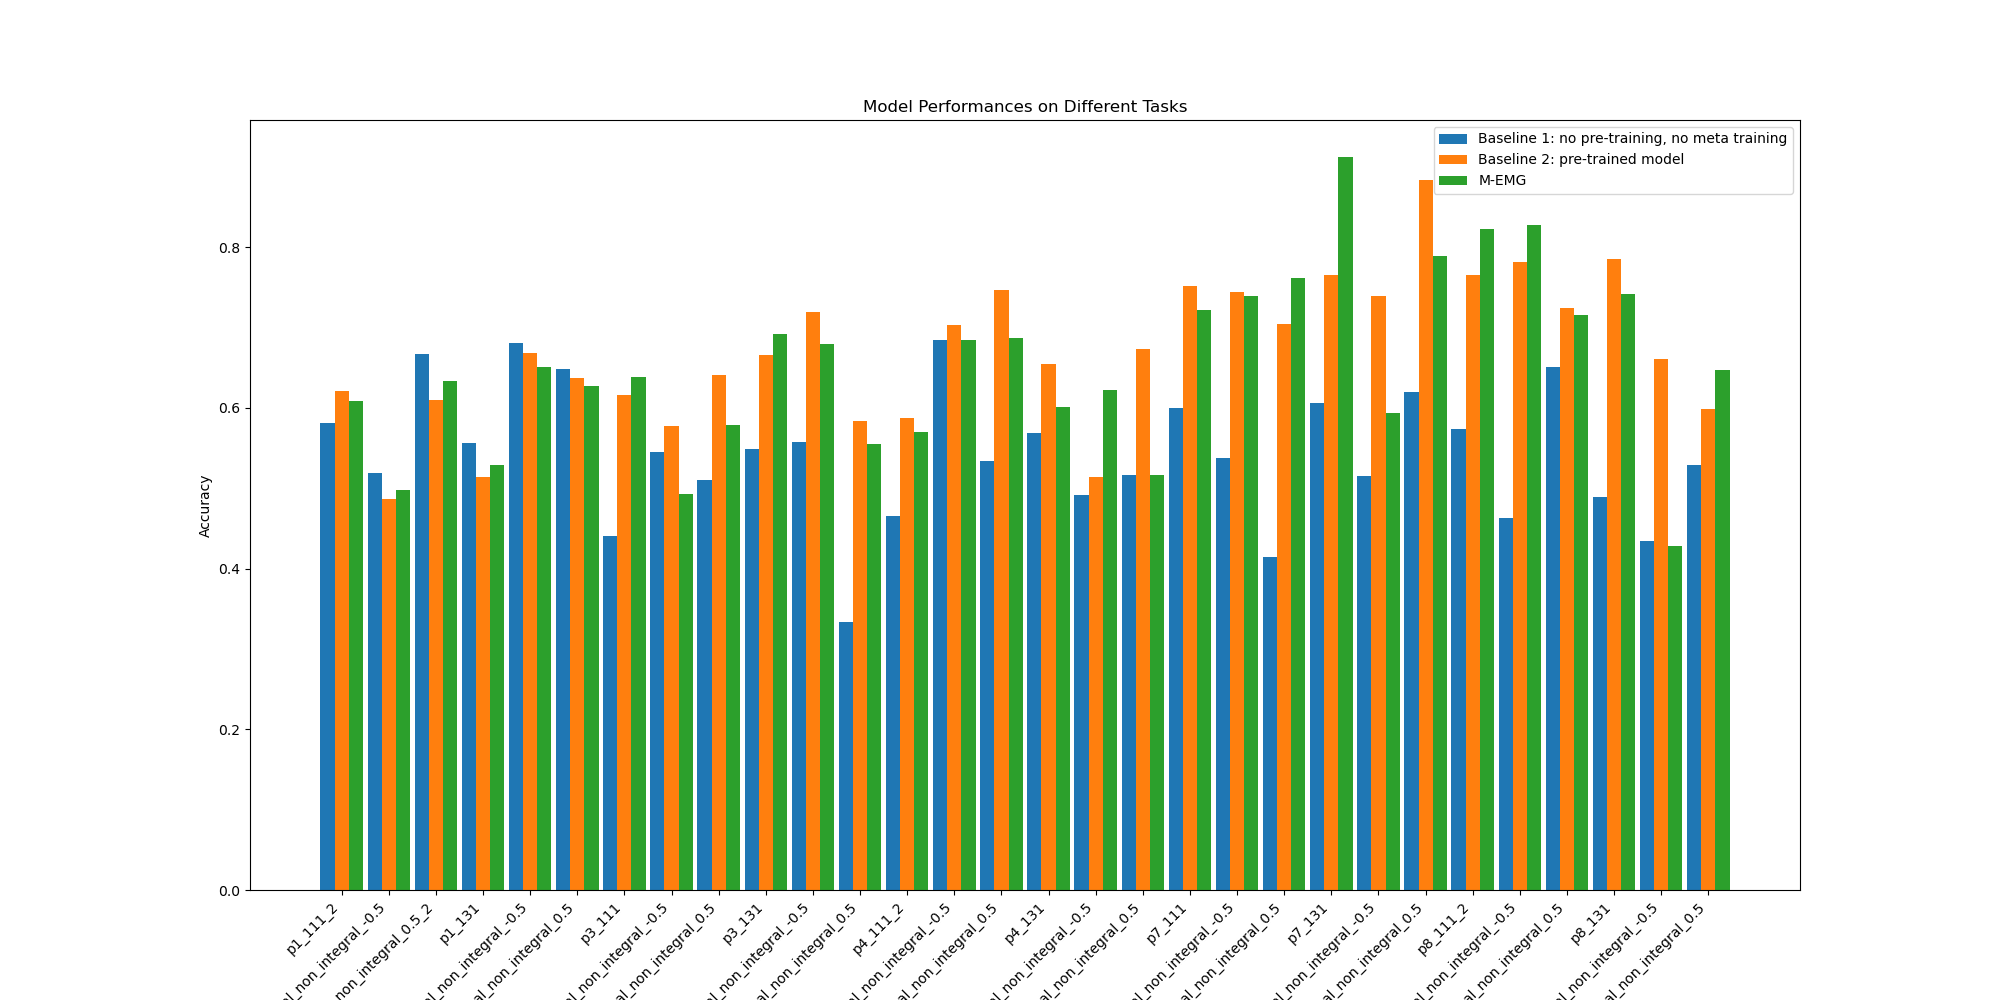 Model Performances on Different Tasks
Baseline 1: no pre-training, no meta training
Baseline 2: pre-trained model
M-EMG
Accuracy
0.8
0.6
0.4
0.2
0.0
p1_111_2
al_non_integral_-0.5
non_integral_0.5_2
p1_131
al_non_integral_-0.5
al_non_integral_0.5
p3_111
al_non_integral_-0.5
al_non_integral_0.5
p3_131
al_non_integral_-0.5
al_non_integral_0.5
p4_111_2
al_non_integral_-0.5
al_non_integral_0.5
p4_131
al_non_integral_-0.5
al_non_integral_0.5
p7_111
al_non_integral_-0.5
al_non_integral_0.5
p7_131
al_non_integral_-0.5
al_non_integral_0.5
p8_111_2
al_non_integral_-0.5
al_non_integral_0.5
p8_131
al_non_integral_-0.5
al_non_integral_0.5